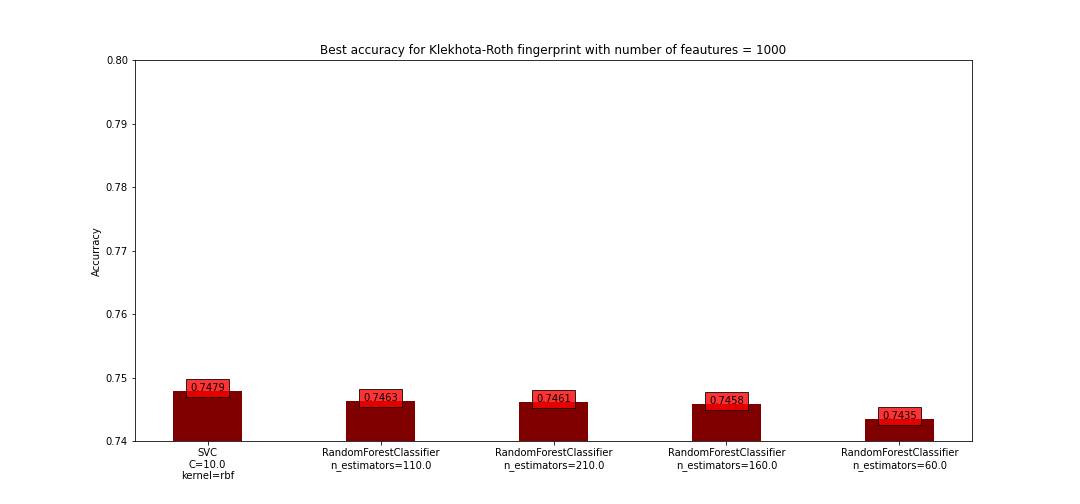 Best accuracy for Klekhota-Roth fingerprint with number of feautures = 1000
0.80
0.79
0.78
0.77
0.76
0.75
0.74
Accurracy
0.7479
0.7463
0.7461
0.7458
0.7435
SVC
C=10.0
kernel=rbf
RandomForestClassifier
n_estimators=110.0
RandomForestClassifier
n_estimators=210.0
RandomForestClassifier
n_estimators=160.0
RandomForestClassifier
n_estimators=60.0